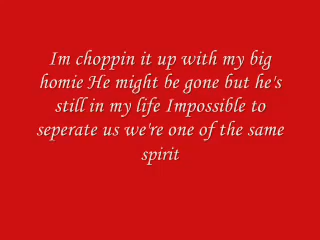 Im choppin it up with my big
homie He might be gone but he's
still in my life Impossible to
seperate us we're one of the same
spirit